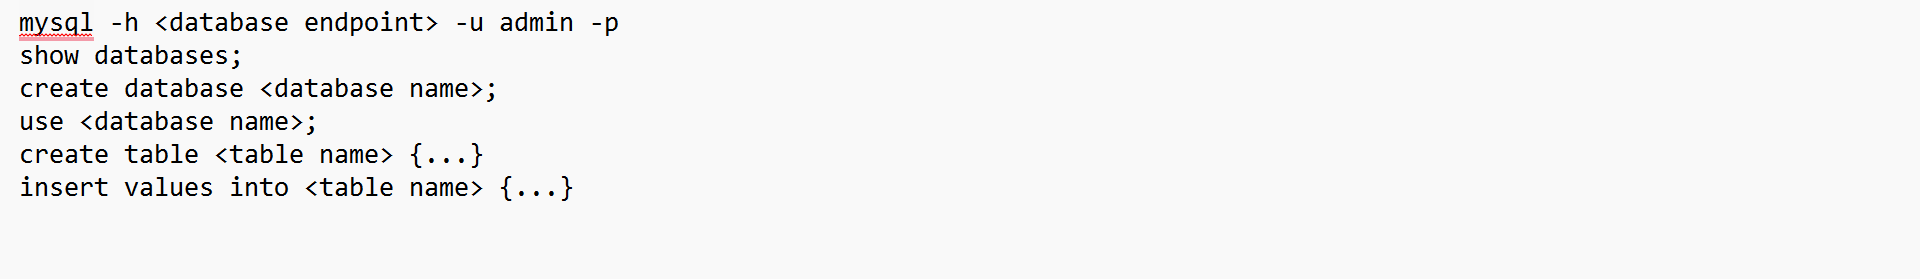 mysql -h <database endpoint> -u admin -p
show databases;
create database <database name>;
use <database name>;
create table <table name> {...}
insert values into <table name> {...}